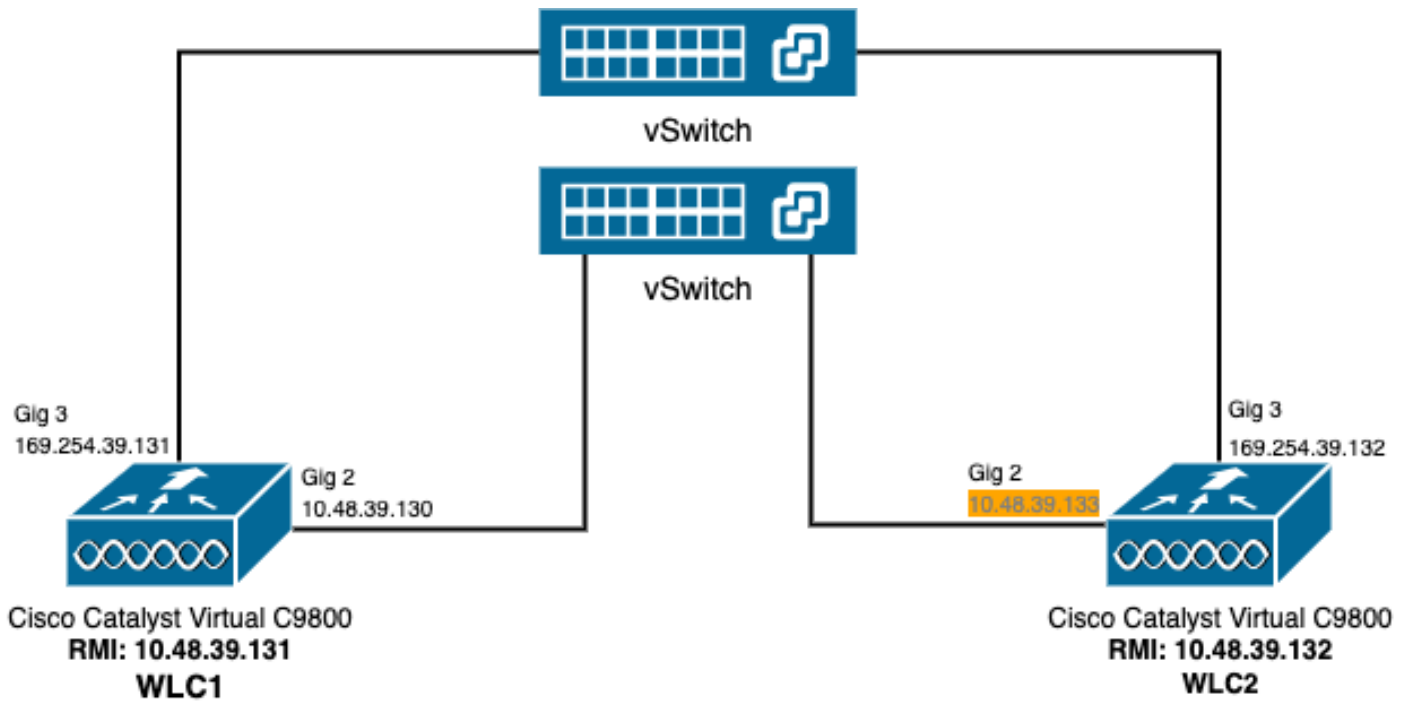 vSwitch
vSwitch
Gig 3
169.254.39.131
Gig 2
10.48.39.130
Gig 3
169.254.39.132
Gig 2
10.48.39.133
Cisco Catalyst Virtual C9800
RMI: 10.48.39.131
WLC1
Cisco Catalyst Virtual C9800
RMI: 10.48.39.132
WLC2